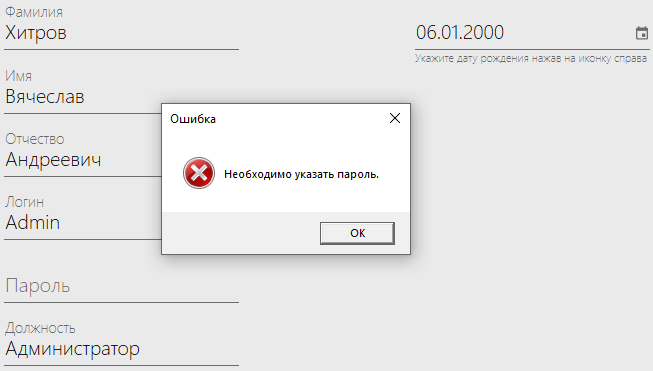 Фамилия
Хитров
06.01.2000
Укажите дату рождения нажав на иконку справа
Имя
Вячеслав
Отчество
Андреевич
Логин
Admin
Пароль
Должность
Администратор
Ошибка
Необходимо указать пароль.
ОК